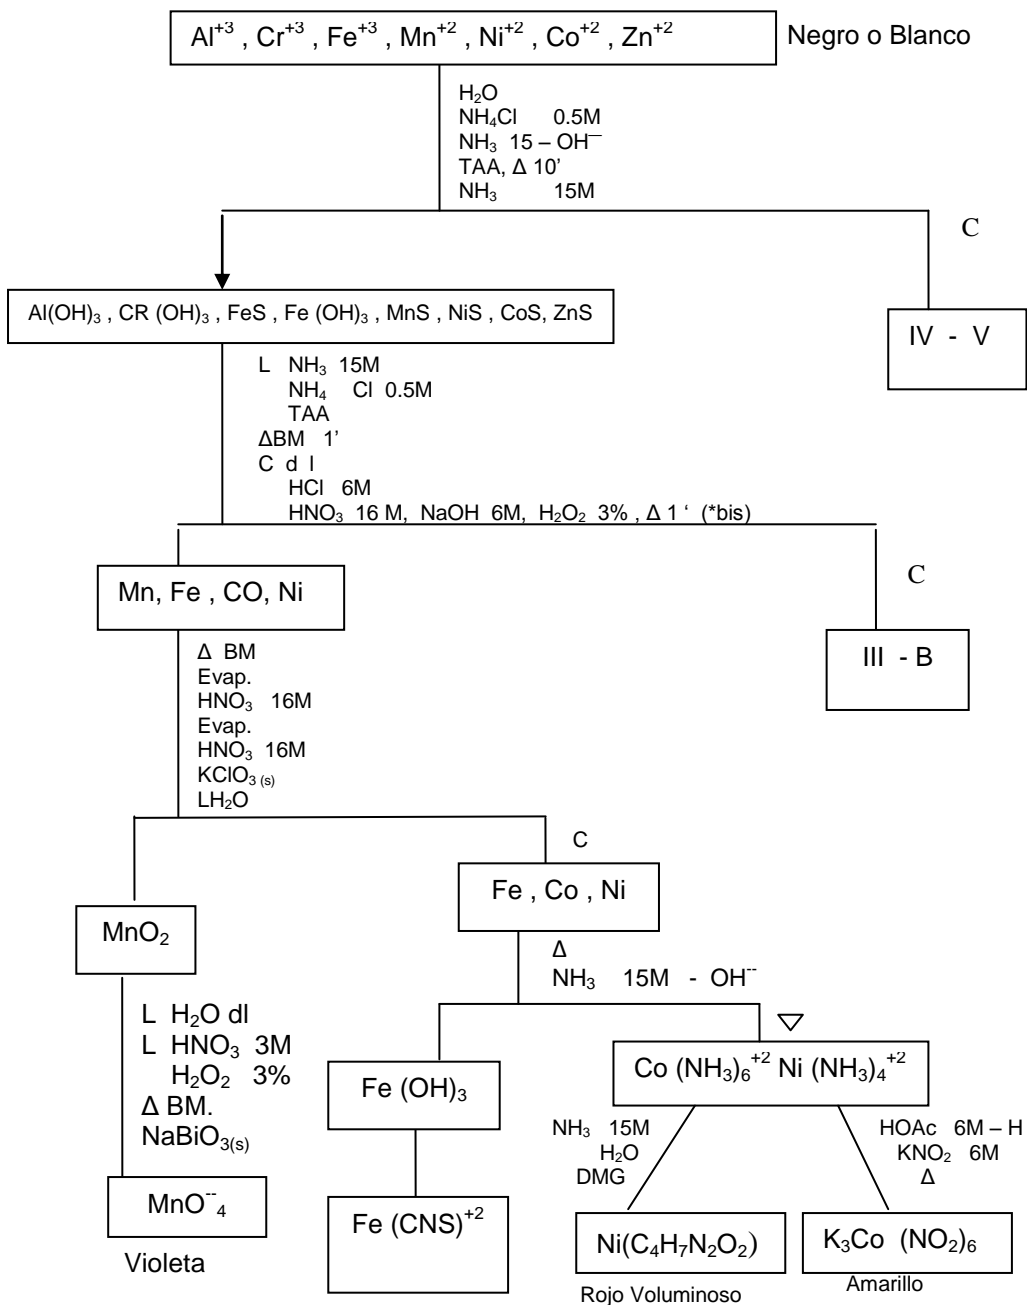 Al⁺³ , Cr⁺³ , Fe⁺³ , Mn⁺² , Ni⁺² , Co⁺² , Zn⁺²
Negro o Blanco
H₂O
NH₄Cl 0.5M
NH₃ 15 – OH⁻
TAA, Δ 10’
NH₃ 15M
C
Al(OH)₃ , CR (OH)₃ , FeS , Fe (OH)₃ , MnS , NiS , CoS, ZnS
IV - V
L NH₃ 15M
NH₄ Cl 0.5M
TAA
ΔBM 1’
C d l
HCl 6M
HNO₃ 16 M, NaOH 6M, H₂O₂ 3% , Δ 1 ‘ (*bis)
C
Mn, Fe , CO, Ni
III - B
Δ BM
Evap.
HNO₃ 16M
Evap.
HNO₃ 16M
KClO₃ ₍ₛ₎
LH₂O
C
Fe , Co , Ni
MnO₂
Δ
NH₃ 15M - OH⁻⁻
L H₂O dl
L HNO₃ 3M
H₂O₂ 3%
Δ BM.
NaBiO₃₍ₛ₎
Fe (OH)₃
Co (NH₃)₆⁺² Ni (NH₃)₄⁺²
NH₃ 15M
H₂O
DMG
HOAc 6M – H
KNO₂ 6M
Δ
MnO⁻⁻₄
Violeta
Fe (CNS)⁺²
Ni(C₄H₇N₂O₂)
Rojo Voluminoso
K₃Co (NO₂)₆
Amarillo